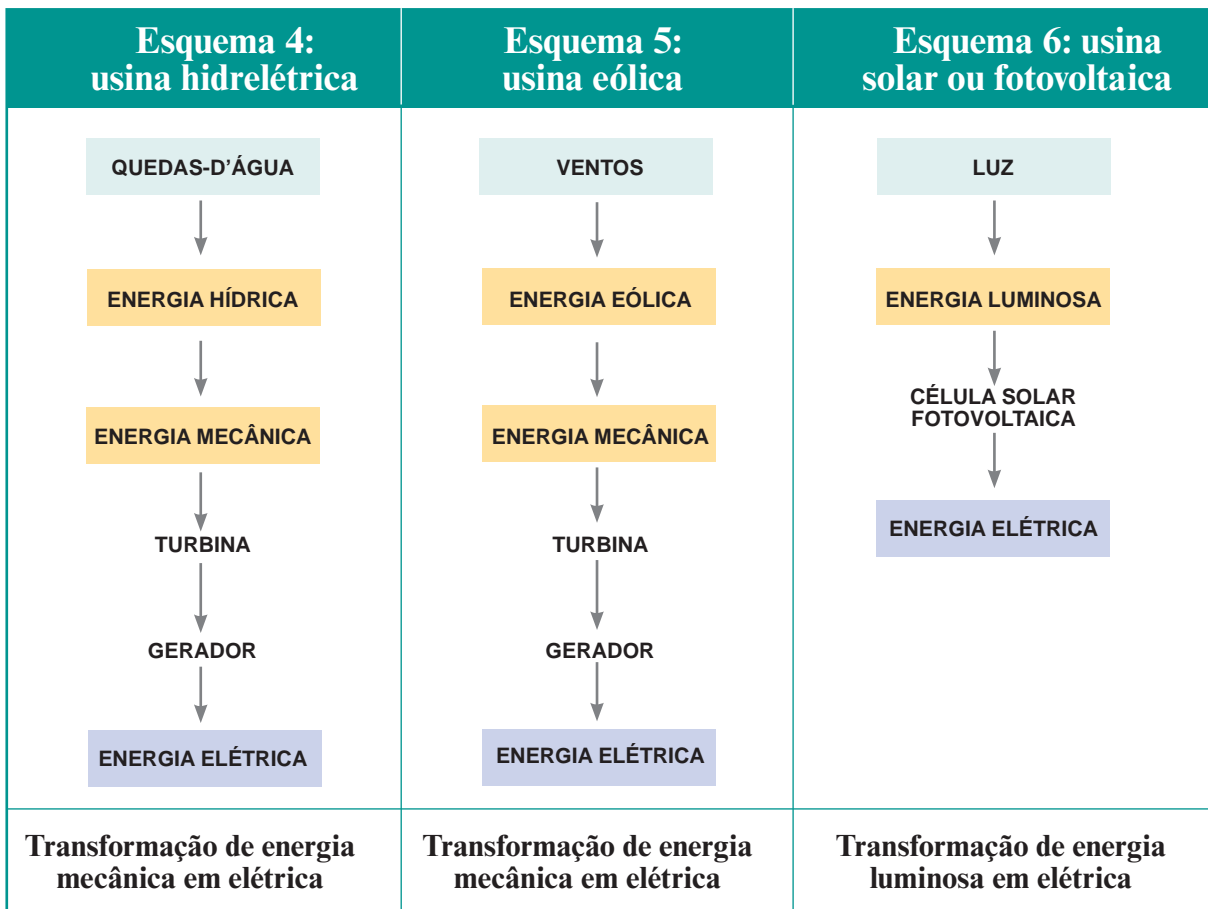 Esquema 4:
usina hidrelétrica
QUEDAS-D'ÁGUA
ENERGIA HÍDRICA
ENERGIA MECÂNICA
TURBINA
GERADOR
ENERGIA ELÉTRICA
Transformação de energia
mecânica em elétrica
Esquema 5:
usina eólica
VENTOS
ENERGIA EÓLICA
ENERGIA MECÂNICA
TURBINA
GERADOR
ENERGIA ELÉTRICA
Transformação de energia
mecânica em elétrica
Esquema 6: usina
solar ou fotovoltaica
LUZ
ENERGIA LUMINOSA
CÉLULA SOLAR
FOTOVOLTAICA
ENERGIA ELÉTRICA
Transformação de energia
luminosa em elétrica